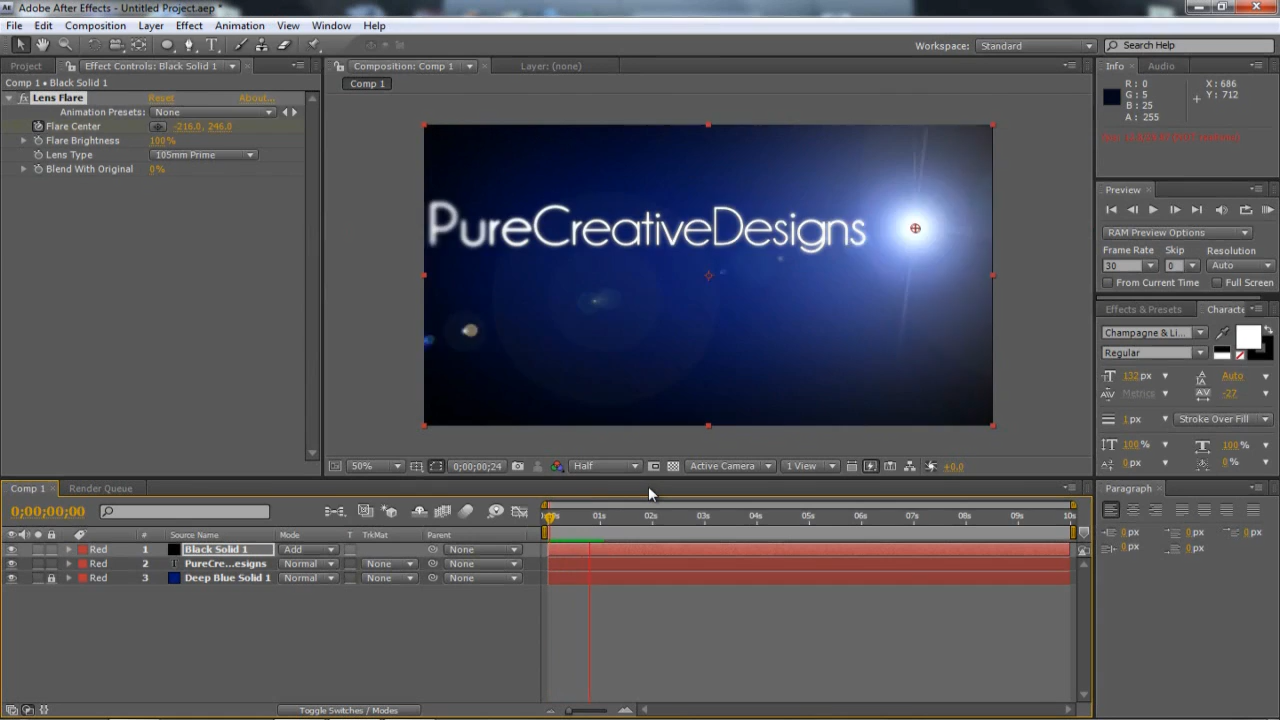 Adobe After Effects - Untitled Project.aep *
File Edit Composition Layer Effect Animation View Window Help
Workspace: Standard Search Help
Project Effect Controls: Black Solid 1 Composition: Comp 1 Layer: (none) Info Audio
Comp 1 • Black Solid 1
Comp 1
fx Lens Flare Reset About...
Animation Presets: None
Flare Center -216.0, 246.0
Flare Brightness 100%
Lens Type 105mm Prime
Blend With Original 0%
R: 0 X: 686
G: 5 Y: 712
B: 25
A: 255
PureCreativeDesigns
Preview
RAM Preview Options
Frame Rate Skip Resolution
30 0 Auto
From Current Time Full Screen
Effects & Presets Characte
Champagne & Li...
Regular
132 px Auto
Metrics -27
1 px Stroke Over Fill
100% 100%
0 px 0%
50% 0;00;00;24 Half Active Camera 1 View +0.0
Comp 1 Render Queue
Paragraph
0;00;00;00
01s 02s 03s 04s 05s 06s 07s 08s 09s 10s
# Source Name Mode T TrkMat Parent
Red 1 Black Solid 1 Add None
Red 2 PureCre...esigns Normal None None
Red 3 Deep Blue Solid 1 Normal None None
0 px 0 px 0 px
0 px 0 px
Toggle Switches / Modes